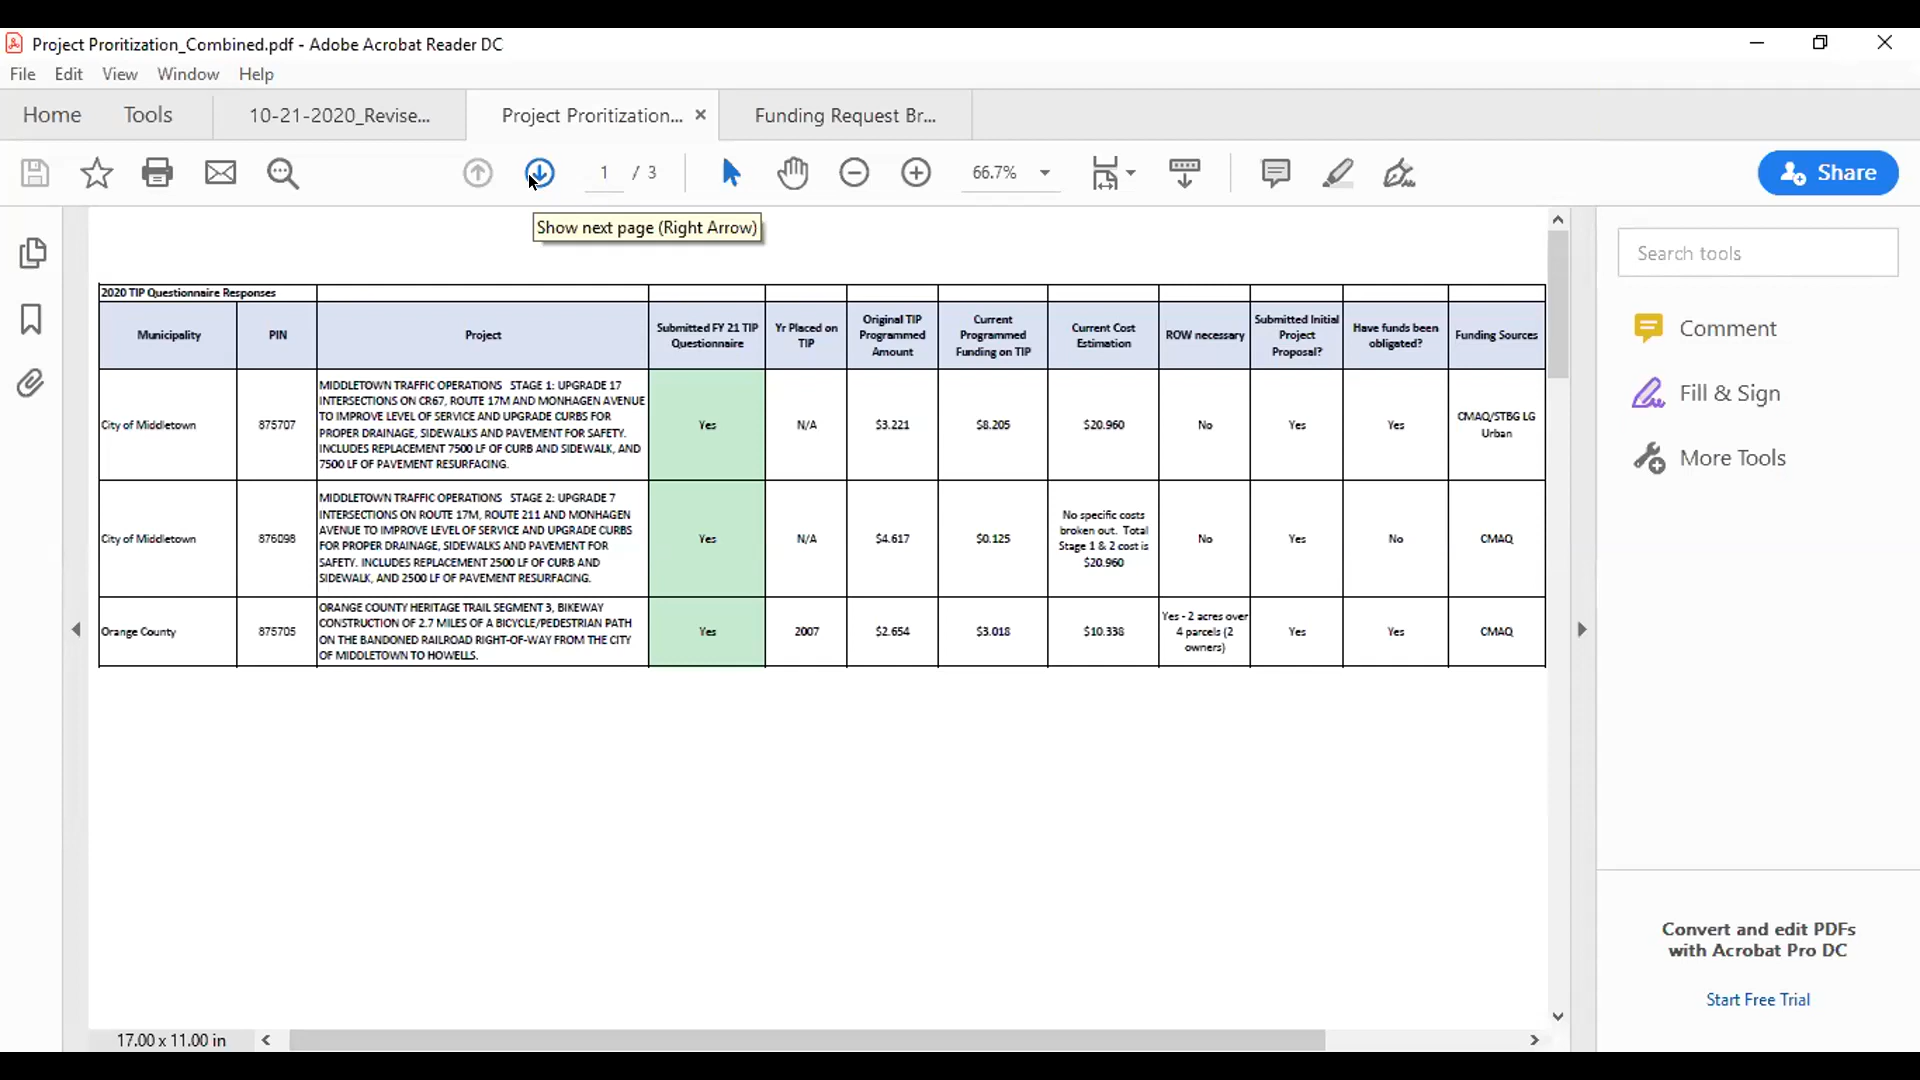 Project Proritization_Combined.pdf - Adobe Acrobat Reader DC
File Edit View Window Help
Home Tools 10-21-2020_Revise... Project Proritization... × Funding Request Br...
1 / 3 66.7% Share
Show next page (Right Arrow)
Search tools
Comment
Fill & Sign
More Tools
2020 TIP Questionnaire Responses
Municipality
PIN
Project
Submitted FY 21 TIP
Questionnaire
Yr Placed on
TIP
Original TIP
Programmed
Amount
Current
Programmed
Funding on TIP
Current Cost
Estimation
ROW necessary
Submitted Initial
Project
Proposal?
Have funds been
obligated?
Funding Sources
City of Middletown
875707
MIDDLETOWN TRAFFIC OPERATIONS STAGE 1: UPGRADE 17
INTERSECTIONS ON CR67, ROUTE 17M AND MONHAGEN AVENUE
TO IMPROVE LEVEL OF SERVICE AND UPGRADE CURBS FOR
PROPER DRAINAGE, SIDEWALKS AND PAVEMENT FOR SAFETY.
INCLUDES REPLACEMENT 7500 LF OF CURB AND SIDEWALK, AND
7500 LF OF PAVEMENT RESURFACING.
Yes
N/A
$3.221
$8.205
$20.960
No
Yes
Yes
CMAQ/STBG LG
Urban
City of Middletown
876098
MIDDLETOWN TRAFFIC OPERATIONS STAGE 2: UPGRADE 7
INTERSECTIONS ON ROUTE 17M, ROUTE 211 AND MONHAGEN
AVENUE TO IMPROVE LEVEL OF SERVICE AND UPGRADE CURBS
FOR PROPER DRAINAGE, SIDEWALKS AND PAVEMENT FOR
SAFETY. INCLUDES REPLACEMENT 2500 LF OF CURB AND
SIDEWALK, AND 2500 LF OF PAVEMENT RESURFACING.
Yes
N/A
$4.617
$0.125
No specific costs
broken out. Total
Stage 1 & 2 cost is
$20.960
No
Yes
No
CMAQ
Orange County
875705
ORANGE COUNTY HERITAGE TRAIL SEGMENT 3, BIKEWAY
CONSTRUCTION OF 2.7 MILES OF A BICYCLE/PEDESTRIAN PATH
ON THE BANDONED RAILROAD RIGHT-OF-WAY FROM THE CITY
OF MIDDLETOWN TO HOWELLS.
Yes
2007
$2.654
$3.018
$10.338
Yes - 2 acres over
4 parcels (2
owners)
Yes
Yes
CMAQ
Convert and edit PDFs
with Acrobat Pro DC
Start Free Trial
17.00 x 11.00 in